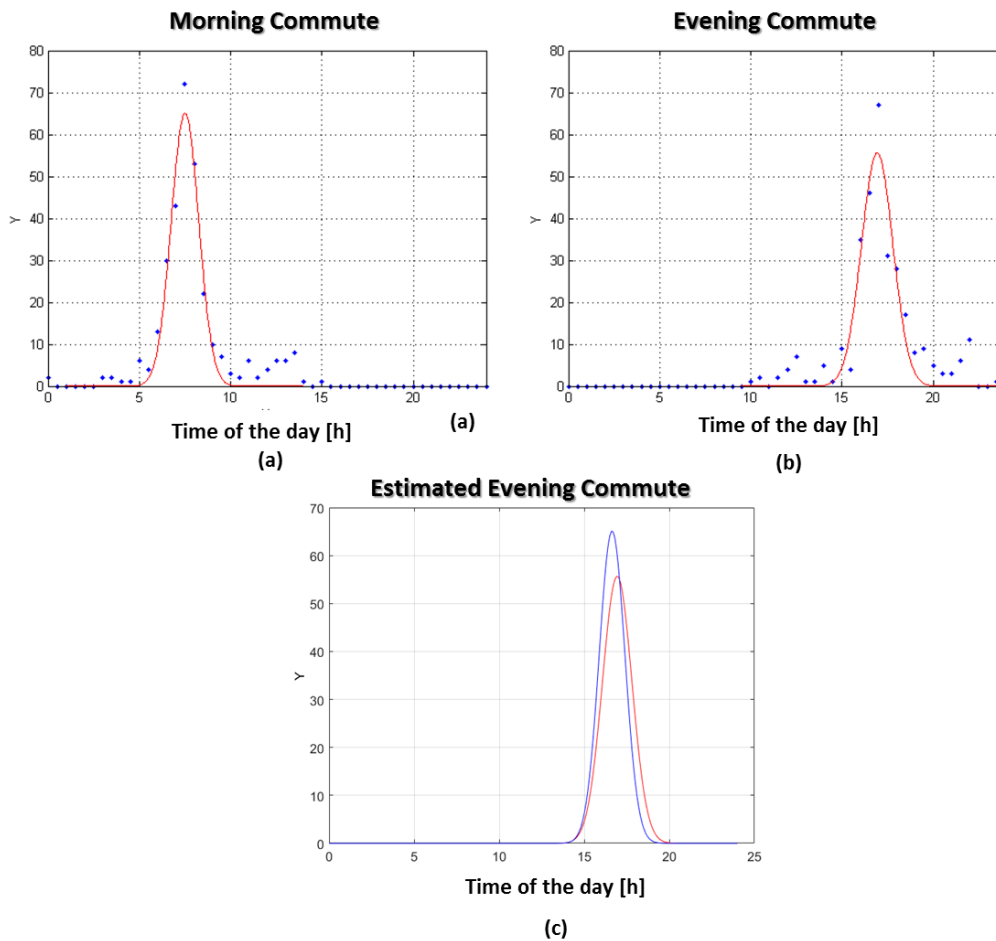 Morning Commute
80
70
60
50
40
30
20
10
0
Y
0 5 10 15 20
Time of the day [h]
(a)
(a)
Evening Commute
80
70
60
50
40
30
20
10
0
Y
0 5 10 15 20
Time of the day [h]
(b)
Estimated Evening Commute
70
60
50
40
30
20
10
0
Y
0 5 10 15 20 25
Time of the day [h]
(c)